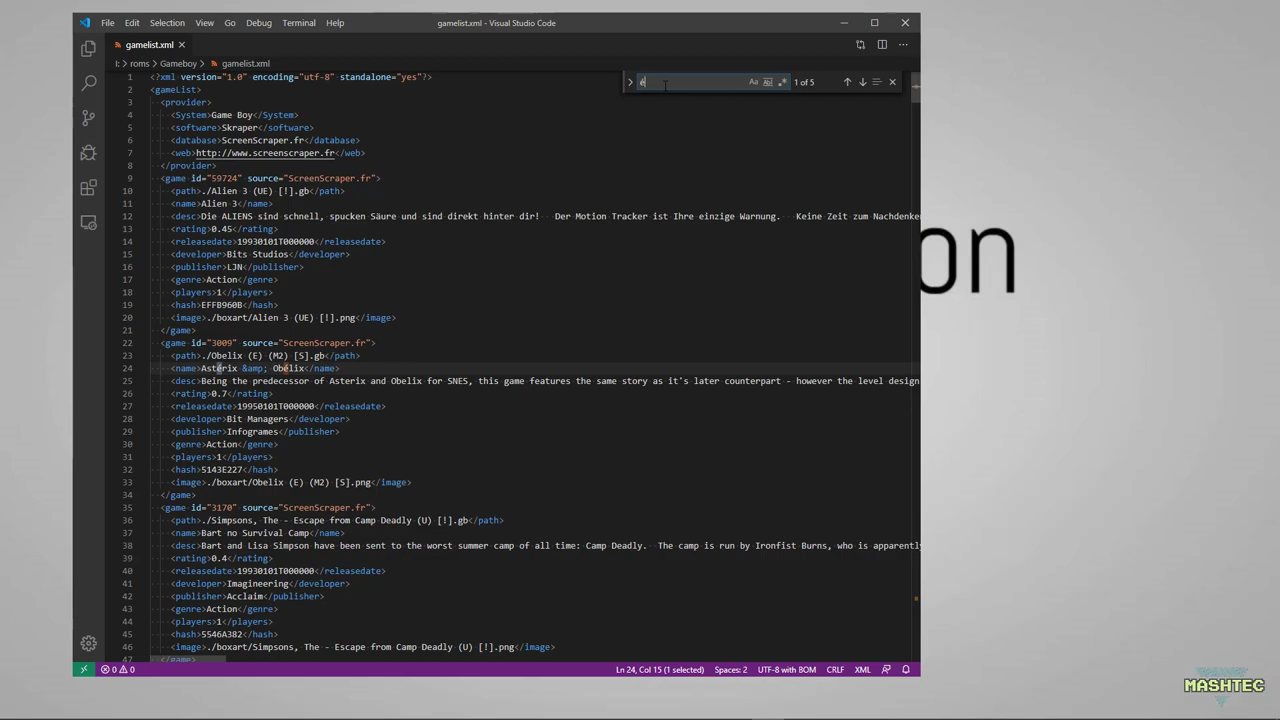 File Edit Selection View Go Debug Terminal Help gamelist.xml - Visual Studio Code
gamelist.xml
I: > roms > Gameboy > gamelist.xml
é Aa Abl .* 1 of 5
1 <?xml version="1.0" encoding="utf-8" standalone="yes"?>
2 <gameList>
3 <provider>
4 <System>Game Boy</System>
5 <software>Skraper</software>
6 <database>ScreenScraper.fr</database>
7 <web>http://www.screenscraper.fr</web>
8 </provider>
9 <game id="59724" source="ScreenScraper.fr">
10 <path>./Alien 3 (UE) [!].gb</path>
11 <name>Alien 3</name>
12 <desc>Die ALIENS sind schnell, spucken Säure und sind direkt hinter dir! Der Motion Tracker ist Ihre einzige Warnung. Keine Zeit zum Nachdenken
13 <rating>0.45</rating>
14 <releasedate>19930101T000000</releasedate>
15 <developer>Bits Studios</developer>
16 <publisher>LJN</publisher>
17 <genre>Action</genre>
18 <players>1</players>
19 <hash>EFFB960B</hash>
20 <image>./boxart/Alien 3 (UE) [!].png</image>
21 </game>
22 <game id="3009" source="ScreenScraper.fr">
23 <path>./Obelix (E) (M2) [S].gb</path>
24 <name>Astérix &amp; Obélix</name>
25 <desc>Being the predecessor of Asterix and Obelix for SNES, this game features the same story as it's later counterpart - however the level design
26 <rating>0.7</rating>
27 <releasedate>19950101T000000</releasedate>
28 <developer>Bit Managers</developer>
29 <publisher>Infogrames</publisher>
30 <genre>Action</genre>
31 <players>1</players>
32 <hash>5143E227</hash>
33 <image>./boxart/Obelix (E) (M2) [S].png</image>
34 </game>
35 <game id="3170" source="ScreenScraper.fr">
36 <path>./Simpsons, The - Escape from Camp Deadly (U) [!].gb</path>
37 <name>Bart no Survival Camp</name>
38 <desc>Bart and Lisa Simpson have been sent to the worst summer camp of all time: Camp Deadly. The camp is run by Ironfist Burns, who is apparently
39 <rating>0.4</rating>
40 <releasedate>19930101T000000</releasedate>
41 <developer>Imagineering</developer>
42 <publisher>Acclaim</publisher>
43 <genre>Action</genre>
44 <players>1</players>
45 <hash>5546A382</hash>
46 <image>./boxart/Simpsons, The - Escape from Camp Deadly (U) [!].png</image>
47 </game>
0 0 Ln 24, Col 15 (1 selected) Spaces: 2 UTF-8 with BOM CRLF XML
on
MASHTEC